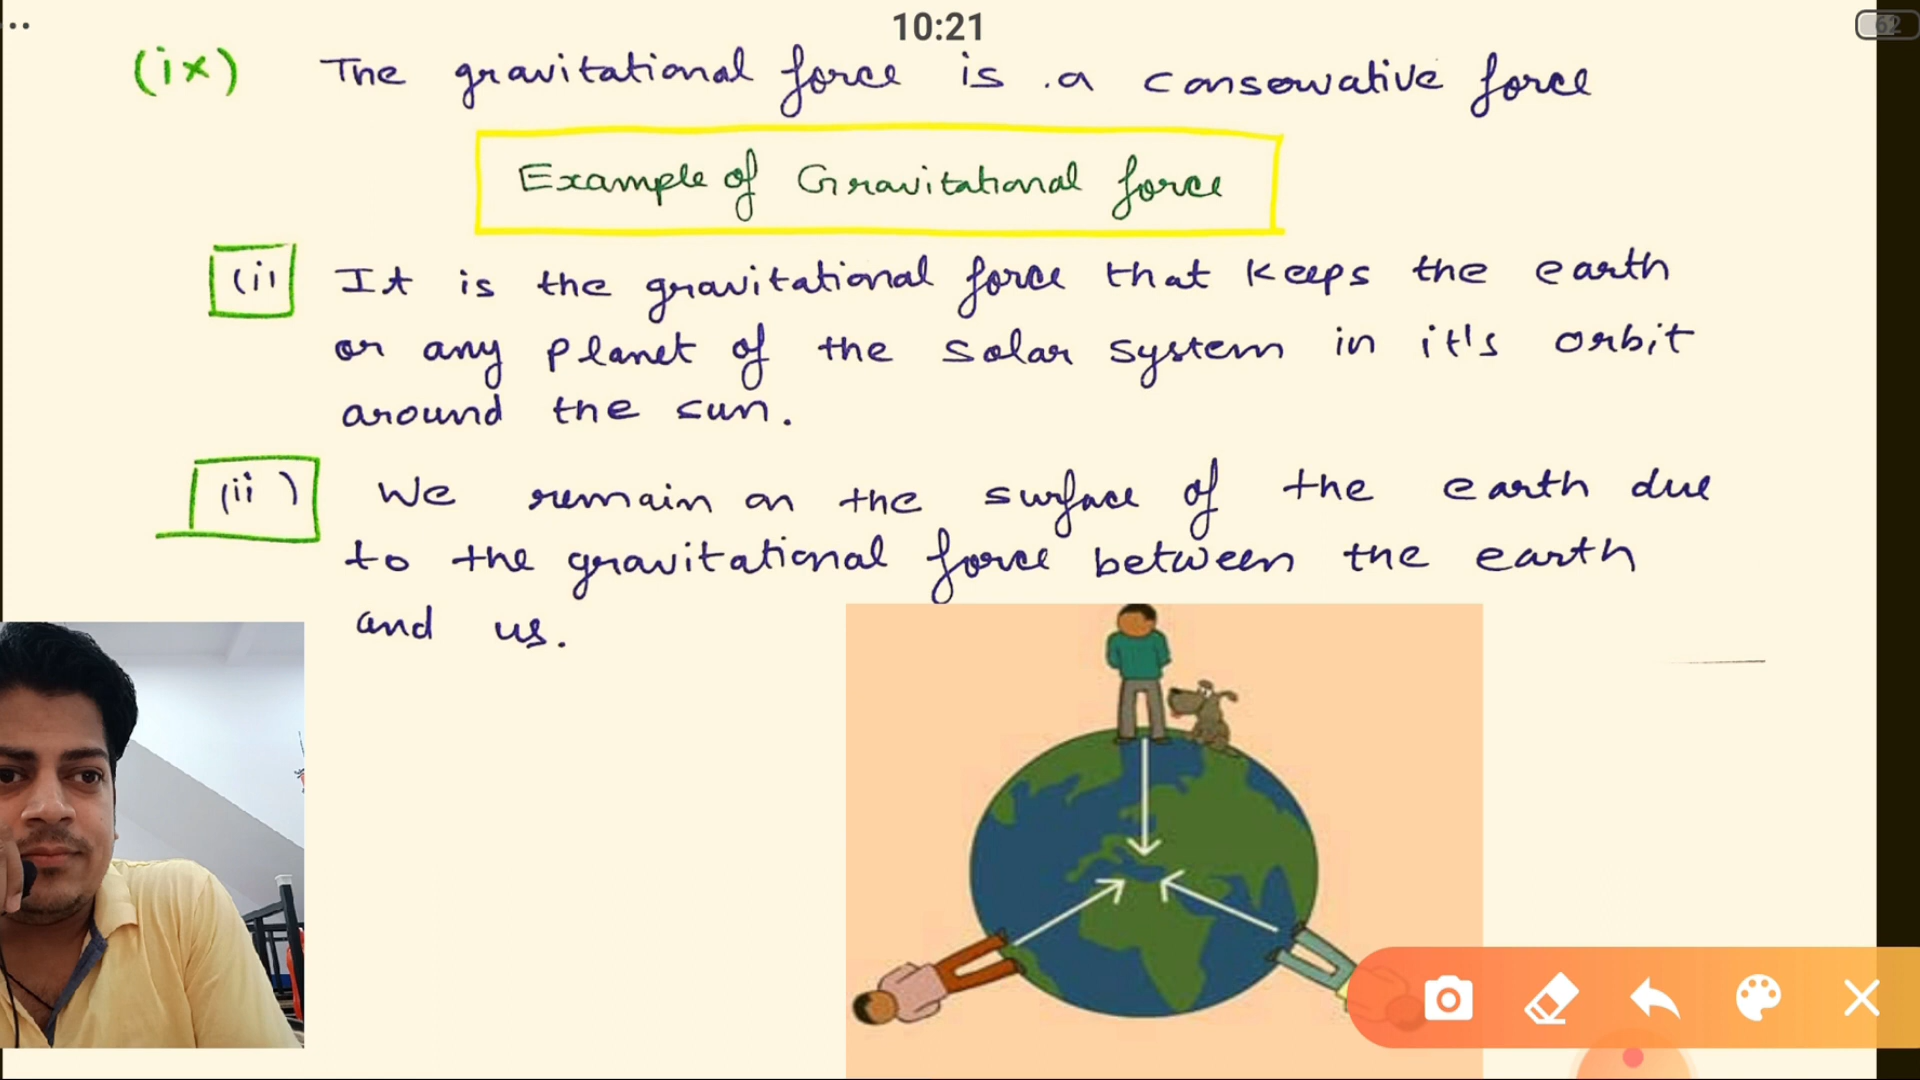 10:21
62
(ix) The gravitational force is a conservative force
Example of Gravitational force
(i) It is the gravitational force that keeps the earth
or any planet of the solar system in it's orbit
around the sun.
(ii) We remain on the surface of the earth due
to the gravitational force between the earth
and us.